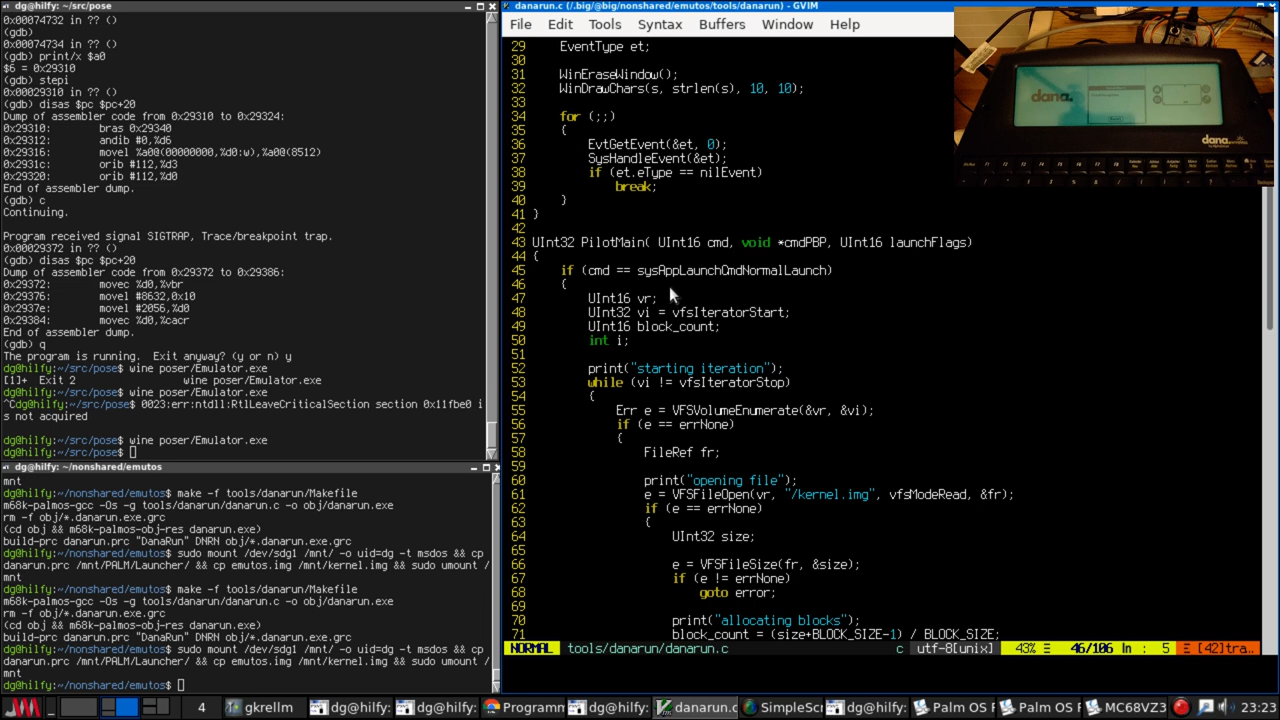 dg@hilfy: ~/src/pose
0x00074732 in ?? ()
(gdb)
0x00074734 in ?? ()
(gdb) print/x $a0
$6 = 0x29310
(gdb) stepi
0x00029310 in ?? ()
(gdb) disas $pc $pc+20
Dump of assembler code from 0x29310 to 0x29324:
0x29310: bras 0x29340
0x29312: andib #0,%d6
0x29316: movel %a0@(00000000,%d0:w),%a0@(8512)
0x2931c: orib #112,%d3
0x29320: orib #112,%d0
End of assembler dump.
(gdb) c
Continuing.
Program received signal SIGTRAP, Trace/breakpoint trap.
0x00029372 in ?? ()
(gdb) disas $pc $pc+20
Dump of assembler code from 0x29372 to 0x29386:
0x29372: movec %d0,%vbr
0x29376: movel #8632,0x10
0x2937e: movel #2056,%d0
0x29384: movec %d0,%cacr
End of assembler dump.
(gdb) q
The program is running. Exit anyway? (y or n) y
dg@hilfy:~/src/pose$ wine poser/Emulator.exe
[1]+ Exit 2 wine poser/Emulator.exe
dg@hilfy:~/src/pose$ wine poser/Emulator.exe
^Cdg@hilfy:~/src/pose$ 0023:err:ntdll:RtlLeaveCriticalSection section 0x11fbe0 i
s not acquired
dg@hilfy:~/src/pose$ wine poser/Emulator.exe
dg@hilfy:~/src/pose$
dg@hilfy: ~/nonshared/emutos
mnt
dg@hilfy:~/nonshared/emutos$ make -f tools/danarun/Makefile
m68k-palmos-gcc -Os -g tools/danarun/danarun.c -o obj/danarun.exe
rm -f obj/*.danarun.exe.grc
(cd obj && m68k-palmos-obj-res danarun.exe)
build-prc danarun.prc "DanaRun" DNRN obj/*.danarun.exe.grc
dg@hilfy:~/nonshared/emutos$ sudo mount /dev/sdg1 /mnt/ -o uid=dg -t msdos && cp
danarun.prc /mnt/PALM/Launcher/ && cp emutos.img /mnt/kernel.img && sudo umount /
mnt
dg@hilfy:~/nonshared/emutos$ make -f tools/danarun/Makefile
m68k-palmos-gcc -Os -g tools/danarun/danarun.c -o obj/danarun.exe
rm -f obj/*.danarun.exe.grc
(cd obj && m68k-palmos-obj-res danarun.exe)
build-prc danarun.prc "DanaRun" DNRN obj/*.danarun.exe.grc
dg@hilfy:~/nonshared/emutos$ sudo mount /dev/sdg1 /mnt/ -o uid=dg -t msdos && cp
danarun.prc /mnt/PALM/Launcher/ && cp emutos.img /mnt/kernel.img && sudo umount /
mnt
dg@hilfy:~/nonshared/emutos$
danarun.c (/.big/@big/nonshared/emutos/tools/danarun) - GVIM
File Edit Tools Syntax Buffers Window Help
29 EventType et;
30
31 WinEraseWindow();
32 WinDrawChars(s, strlen(s), 10, 10);
33
34 for (;;)
35 {
36 EvtGetEvent(&et, 0);
37 SysHandleEvent(&et);
38 if (et.eType == nilEvent)
39 break;
40 }
41 }
42
43 UInt32 PilotMain( UInt16 cmd, void *cmdPBP, UInt16 launchFlags)
44 {
45 if (cmd == sysAppLaunchCmdNormalLaunch)
46 {
47 UInt16 vr;
48 UInt32 vi = vfsIteratorStart;
49 UInt16 block_count;
50 int i;
51
52 print("starting iteration");
53 while (vi != vfsIteratorStop)
54 {
55 Err e = VFSVolumeEnumerate(&vr, &vi);
56 if (e == errNone)
57 {
58 FileRef fr;
59
60 print("opening file");
61 e = VFSFileOpen(vr, "/kernel.img", vfsModeRead, &fr);
62 if (e == errNone)
63 {
64 UInt32 size;
65
66 e = VFSFileSize(fr, &size);
67 if (e != errNone)
68 goto error;
69
70 print("allocating blocks");
71 block_count = (size+BLOCK_SIZE-1) / BLOCK_SIZE;
NORMAL tools/danarun/danarun.c c utf-8[unix] 43% Ξ 46/106 ln : 5 Ξ [42]tra..
dana.
dana
4 gkrellm dg@hilfy: dg@hilfy: Programm dg@hilfy: danarun.c SimpleScr dg@hilfy: Palm OS F Palm OS F MC68VZ3 23:23